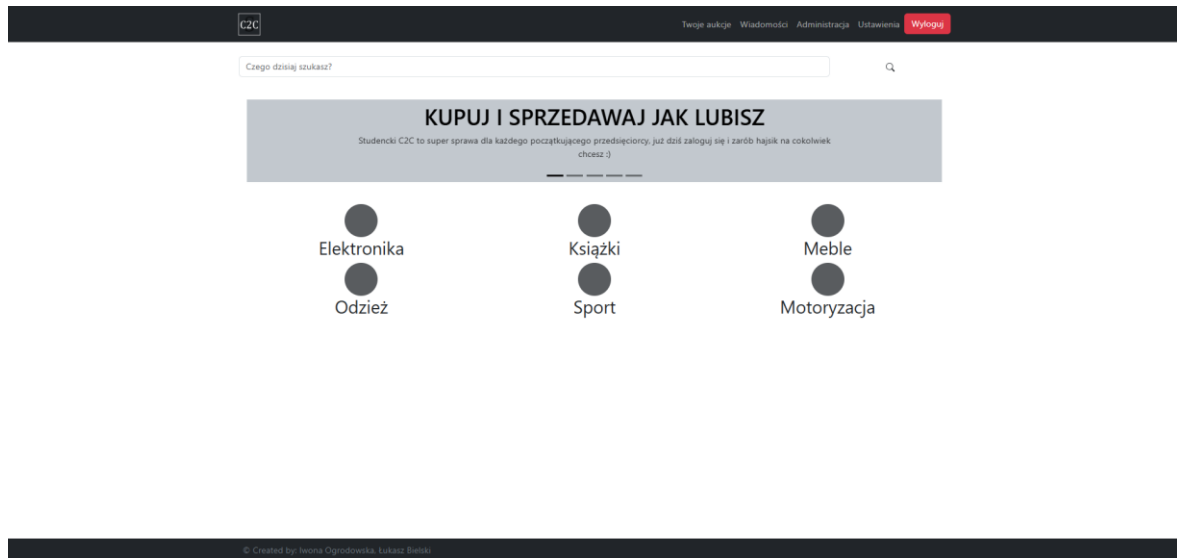 C2C
Twoje aukcje Wiadomości Administracja Ustawienia Wyloguj
Czego dzisiaj szukasz?
KUPUJ I SPRZEDAWAJ JAK LUBISZ
Studencki C2C to super sprawa dla każdego początkującego przedsięciorcy, już dziś zaloguj się i zarób hajsik na cokolwiek
chcesz :)
Elektronika Książki Meble
Odzież Sport Motoryzacja
© Created by: Iwona Ogrodowska, Łukasz Bielski